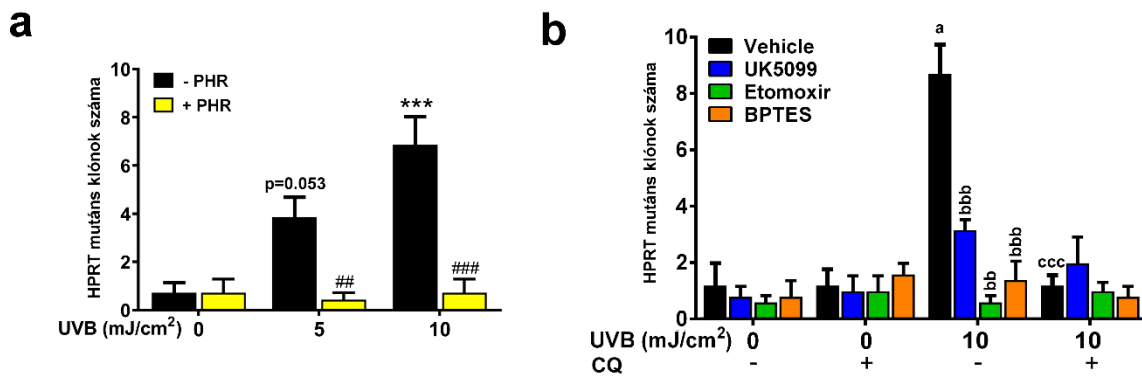 a
HPRT mutáns klónok száma
10
8
6
4
2
0
- PHR
+ PHR
p=0.053
***
##
###
UVB (mJ/cm²) 0 5 10
b
HPRT mutáns klónok száma
10
8
6
4
2
0
Vehicle
UK5099
Etomoxir
BPTES
a
bbb
bb
bbb
ccc
UVB (mJ/cm²) 0 0 10 10
CQ - + - +